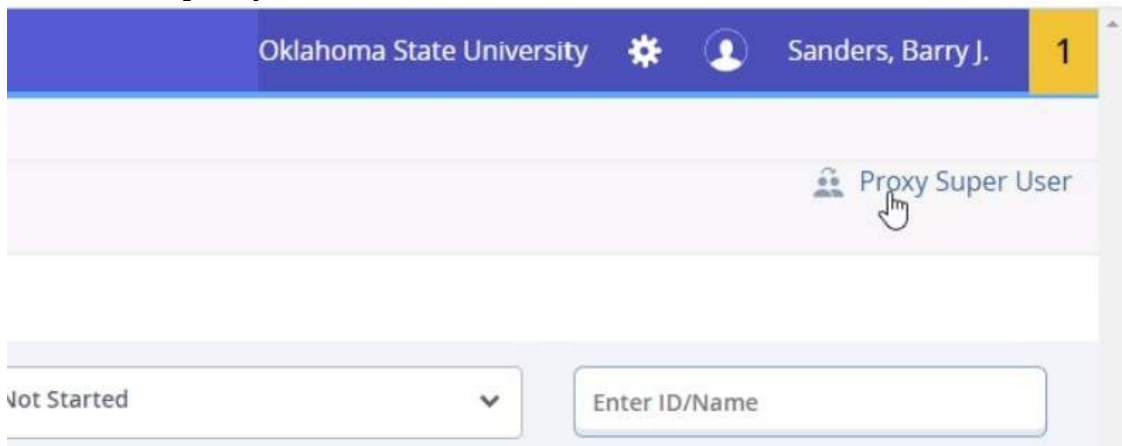 Oklahoma State University Sanders, Barry J. 1
Proxy Super User
Not Started Enter ID/Name